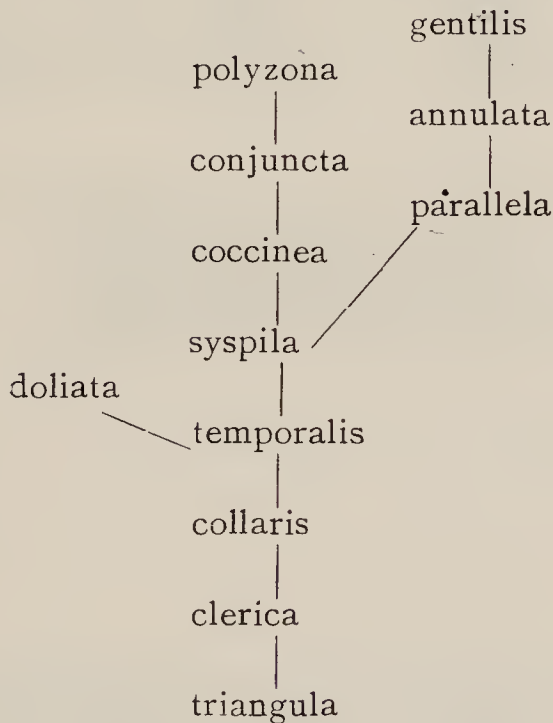 gentilis
polyzona
annulata
conjuncta
parallela
coccinea
syspila
doliata
temporalis
collaris
clerica
triangula